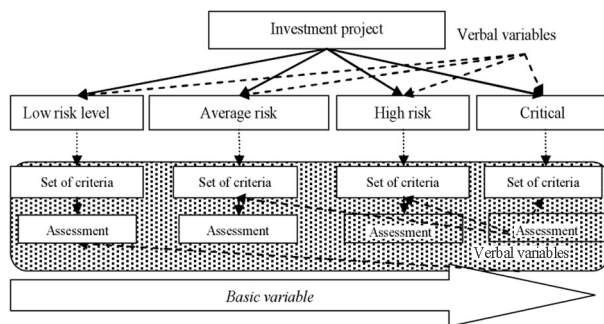 Investment project
Verbal variables
Low risk level
Average risk
High risk
Critical
Set of criteria
Set of criteria
Set of criteria
Set of criteria
Assessment
Assessment
Assessment
Assessment
Verbal variables
Basic variable